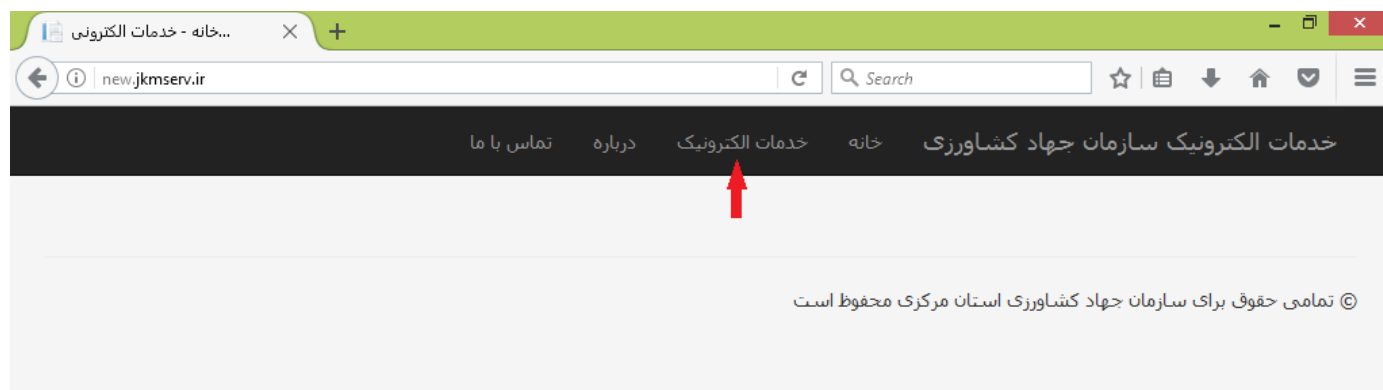 خانه - خدمات الکترونی...
new.jkmserv.ir
Search
خدمات الکترونیک سازمان جهاد کشاورزی
خانه
خدمات الکترونیک
درباره
تماس با ما
© تمامی حقوق برای سازمان جهاد کشاورزی استان مرکزی محفوظ است